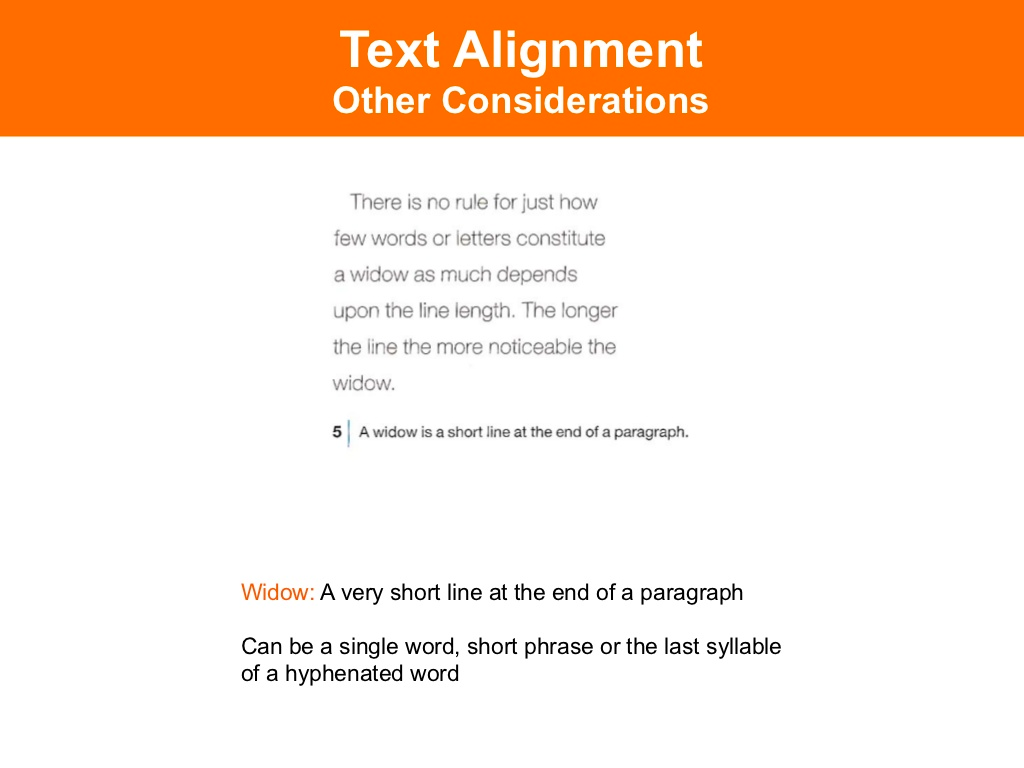 Text Alignment
Other Considerations
There is no rule for just how
few words or letters constitute
a widow as much depends
upon the line length. The longer
the line the more noticeable the
widow.
5 | A widow is a short line at the end of a paragraph.
Widow: A very short line at the end of a paragraph
Can be a single word, short phrase or the last syllable
of a hyphenated word